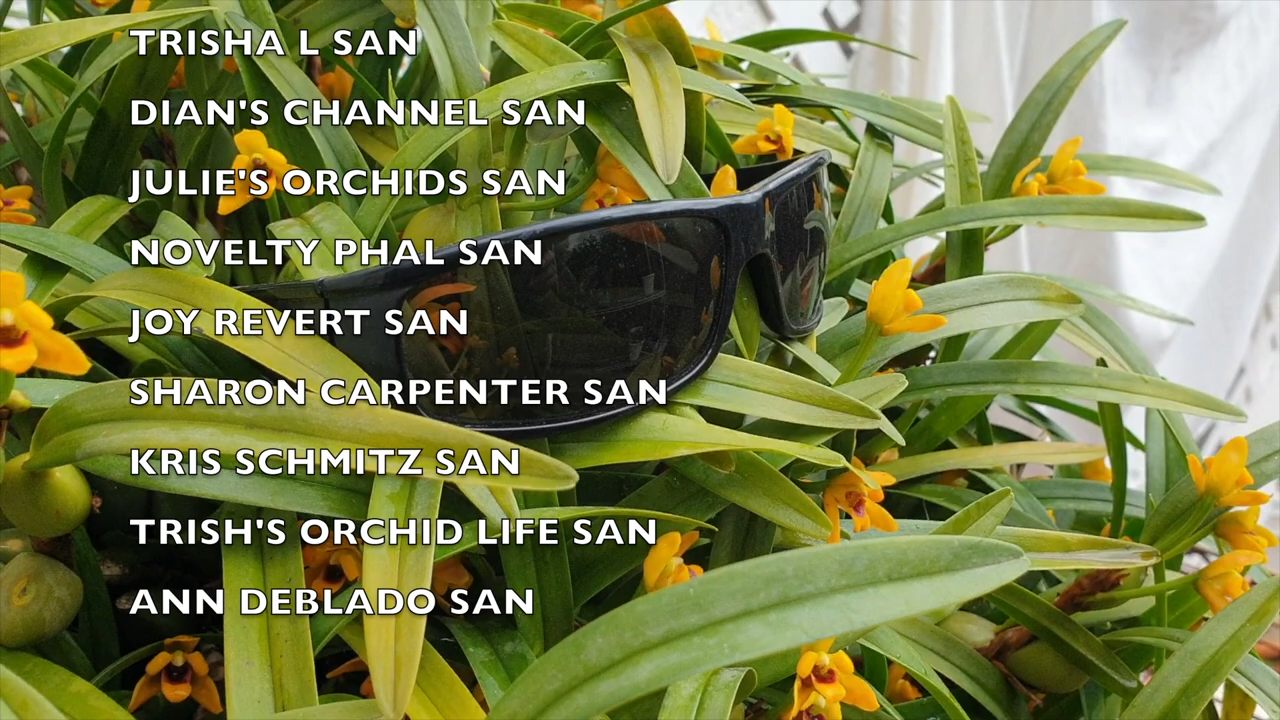 TRISHA L SAN
DIAN'S CHANNEL SAN
JULIE'S ORCHIDS SAN
NOVELTY PHAL SAN
JOY REVERT SAN
SHARON CARPENTER SAN
KRIS SCHMITZ SAN
TRISH'S ORCHID LIFE SAN
ANN DEBLADO SAN